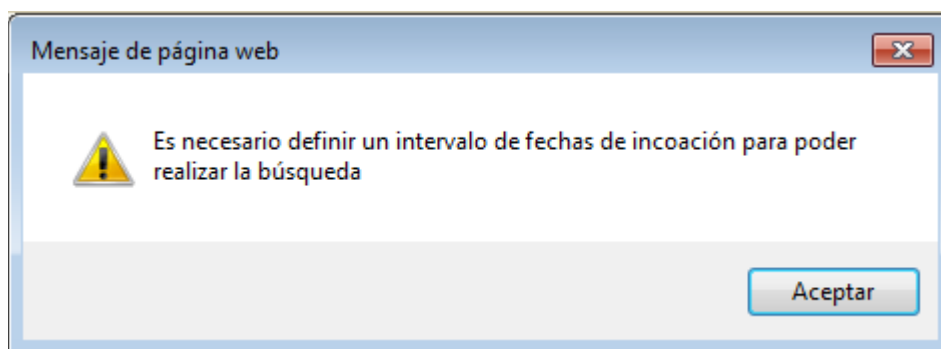 Mensaje de página web
Es necesario definir un intervalo de fechas de incoación para poder
realizar la búsqueda
Aceptar